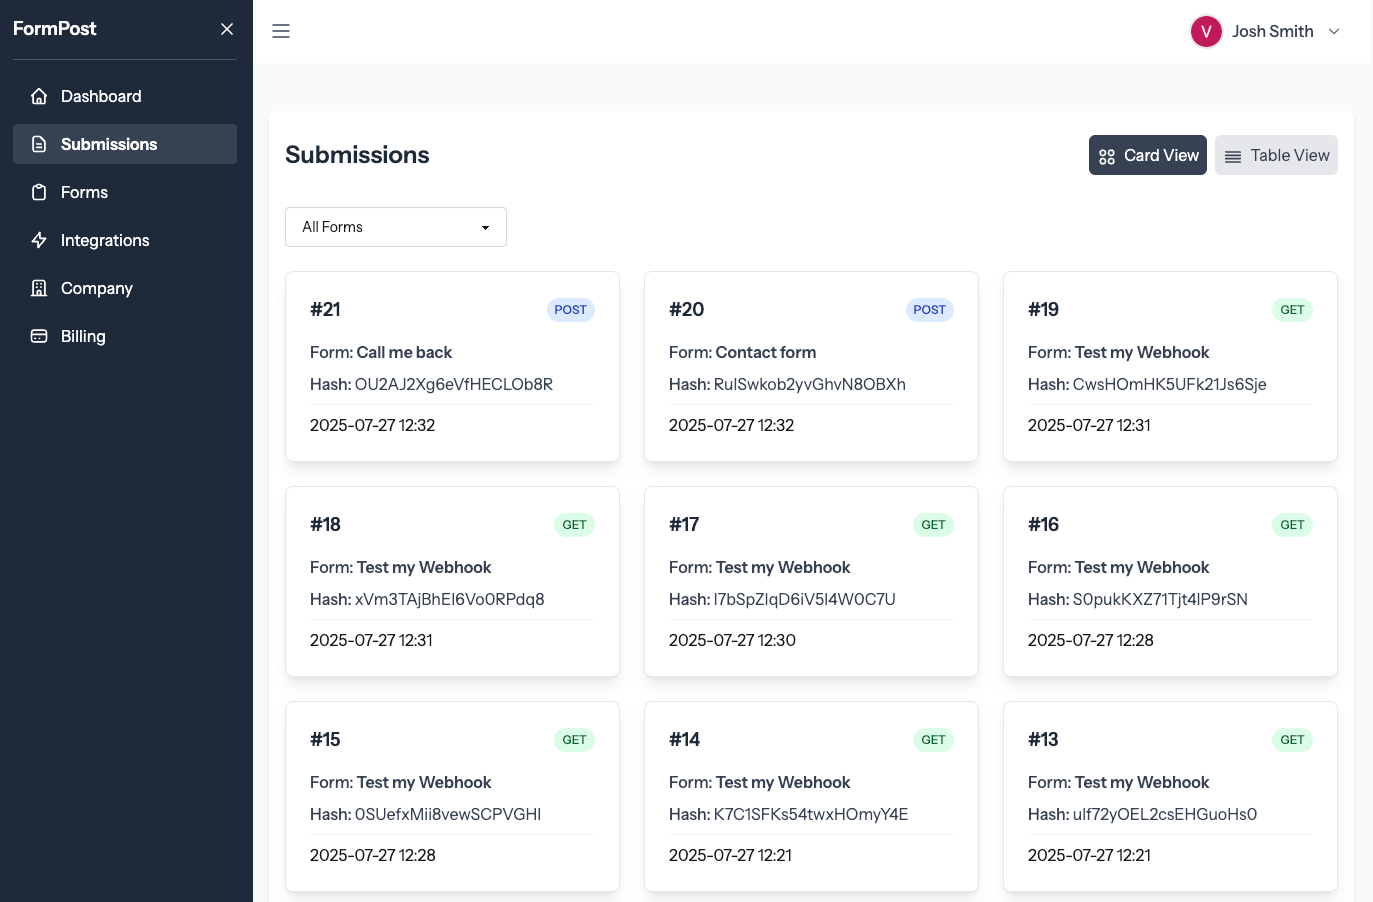 FormPost
Dashboard
Submissions
Forms
Integrations
Company
Billing
V
Josh Smith
Submissions
Card View
Table View
All Forms
#21
POST
Form: Call me back
Hash: OU2AJ2Xg6eVfHECLOb8R
2025-07-27 12:32
#20
POST
Form: Contact form
Hash: RulSwkob2yvGhvN8OBXh
2025-07-27 12:32
#19
GET
Form: Test my Webhook
Hash: CwsHOmHK5UFk21Js6Sje
2025-07-27 12:31
#18
GET
Form: Test my Webhook
Hash: xVm3TAjBhEI6Vo0RPdq8
2025-07-27 12:31
#17
GET
Form: Test my Webhook
Hash: I7bSpZIqD6iV5I4W0C7U
2025-07-27 12:30
#16
GET
Form: Test my Webhook
Hash: S0pukKXZ71Tjt4IP9rSN
2025-07-27 12:28
#15
GET
Form: Test my Webhook
Hash: 0SUefxMii8vewSCPVGHI
2025-07-27 12:28
#14
GET
Form: Test my Webhook
Hash: K7C1SFKs54twxHOmyY4E
2025-07-27 12:21
#13
GET
Form: Test my Webhook
Hash: ulf72yOEL2csEHGuoHs0
2025-07-27 12:21